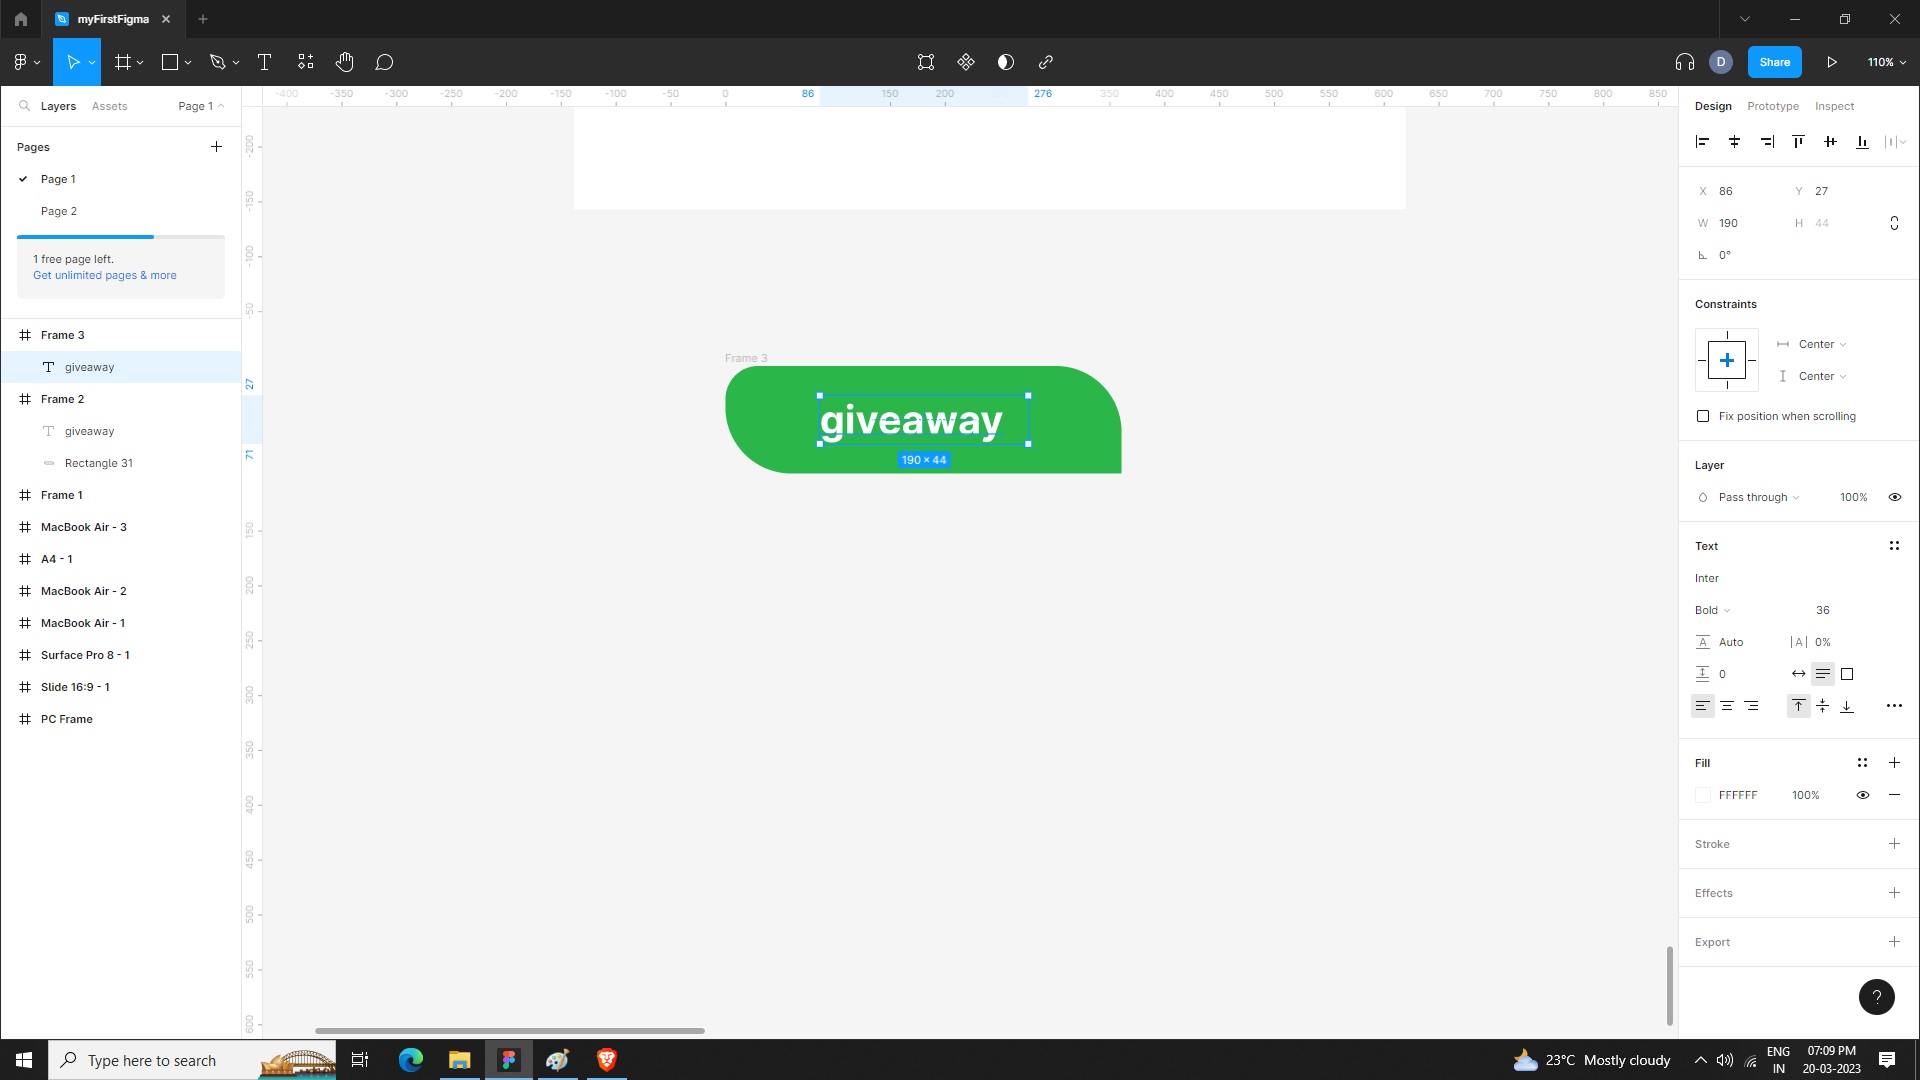 myFirstFigma
D
Share
110%
Layers
Assets
Page 1
-400 -350 -300 -250 -200 -150 -100 -50 0 86 150 200 276 350 400 450 500 550 600 650 700 750 800 850
Design
Prototype
Inspect
Pages
Page 1
Page 2
1 free page left.
Get unlimited pages & more
Frame 3
giveaway
Frame 2
giveaway
Rectangle 31
Frame 1
MacBook Air - 3
A4 - 1
MacBook Air - 2
MacBook Air - 1
Surface Pro 8 - 1
Slide 16:9 - 1
PC Frame
-200
-150
-100
-50
27
71
150
200
250
300
350
400
450
500
550
600
Frame 3
giveaway
190 × 44
X 86 Y 27
W 190 H 44
0°
Constraints
Center
Center
Fix position when scrolling
Layer
Pass through 100%
Text
Inter
Bold 36
A Auto |A| 0%
0
Fill
FFFFFF 100%
Stroke
Effects
Export
?
Type here to search
23°C Mostly cloudy
ENG
IN
07:09 PM
20-03-2023